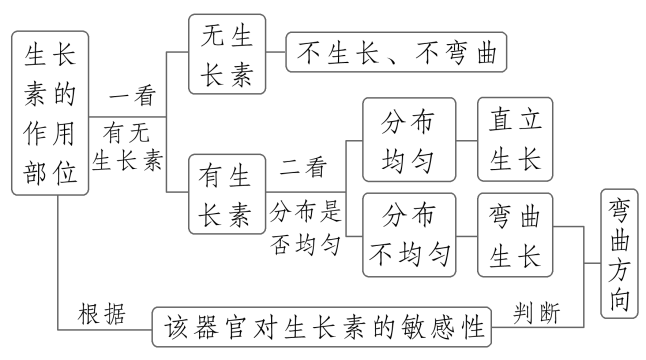 生长
素的
作用
部位
一看
有无
生长素
无生
长素
不生长、不弯曲
有生
长素
二看
分布是
否均匀
分布
均匀
直立
生长
分布
不均匀
弯曲
生长
弯
曲
方
向
根据
该器官对生长素的敏感性
判断